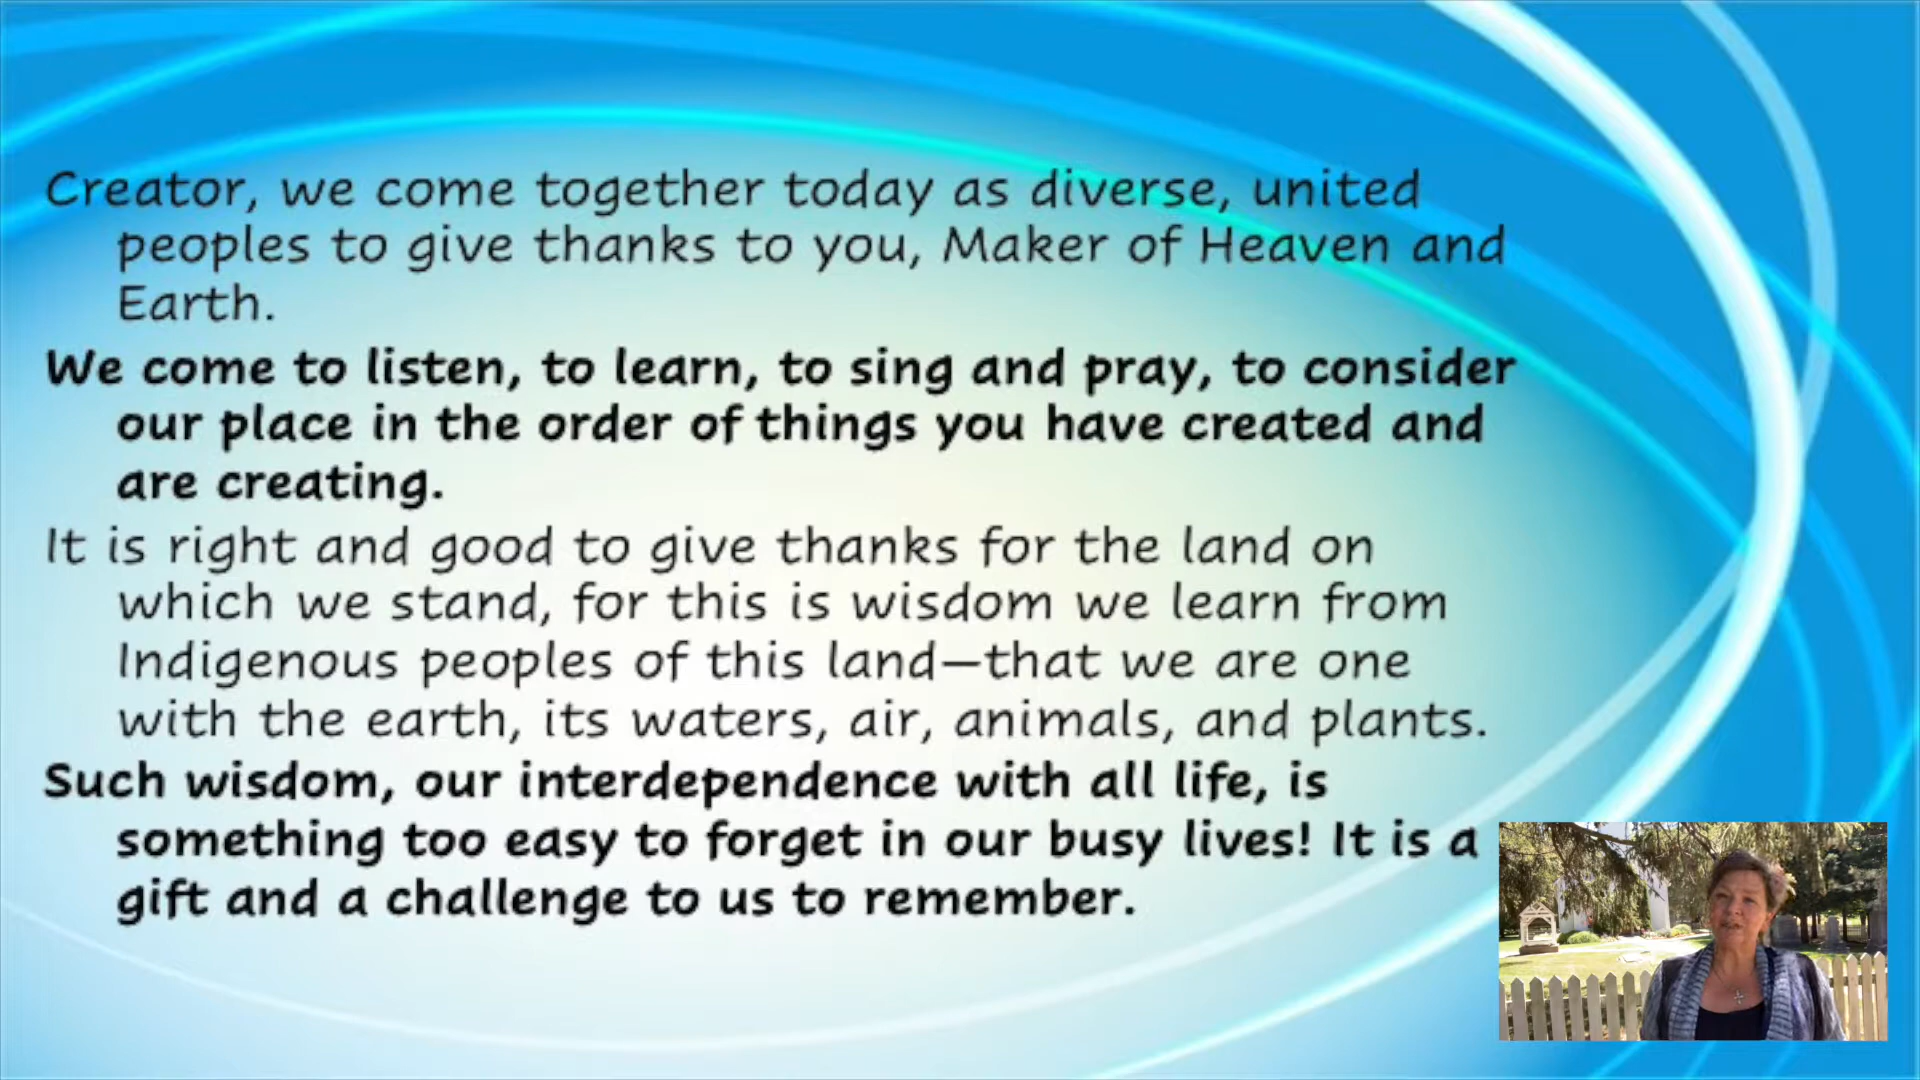 Creator, we come together today as diverse, united
peoples to give thanks to you, Maker of Heaven and
Earth.
We come to listen, to learn, to sing and pray, to consider
our place in the order of things you have created and
are creating.
It is right and good to give thanks for the land on
which we stand, for this is wisdom we learn from
Indigenous peoples of this land—that we are one
with the earth, its waters, air, animals, and plants.
Such wisdom, our interdependence with all life, is
something too easy to forget in our busy lives! It is a
gift and a challenge to us to remember.